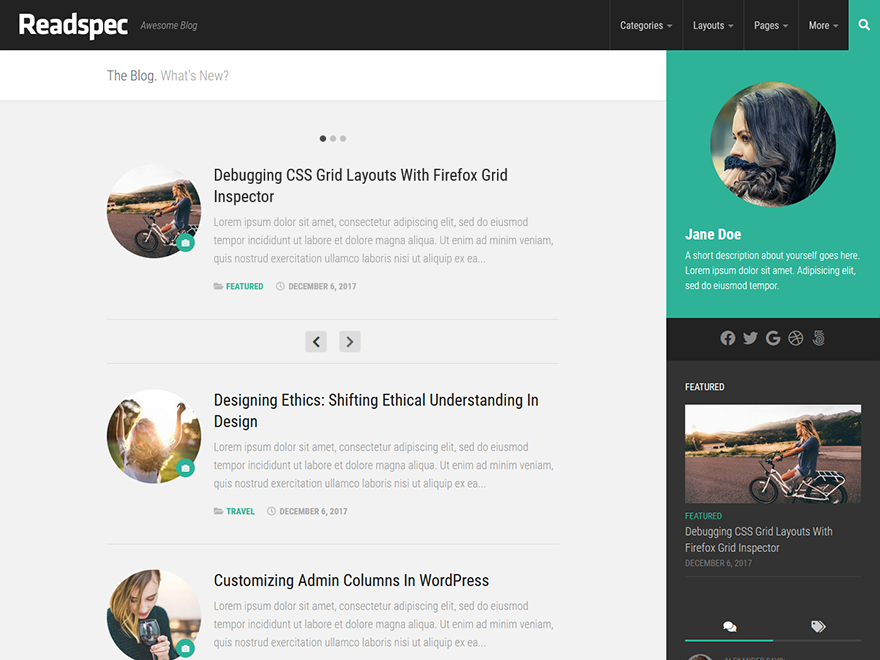 Readspec
Awesome Blog
Categories
Layouts
Pages
More
The Blog. What's New?
Debugging CSS Grid Layouts With Firefox Grid
Inspector
Lorem ipsum dolor sit amet, consectetur adipiscing elit, sed do eiusmod
tempor incididunt ut labore et dolore magna aliqua. Ut enim ad minim veniam,
quis nostrud exercitation ullamco laboris nisi ut aliquip ex ea...
FEATURED
DECEMBER 6, 2017
Designing Ethics: Shifting Ethical Understanding In
Design
Lorem ipsum dolor sit amet, consectetur adipiscing elit, sed do eiusmod
tempor incididunt ut labore et dolore magna aliqua. Ut enim ad minim veniam,
quis nostrud exercitation ullamco laboris nisi ut aliquip ex ea...
TRAVEL
DECEMBER 6, 2017
Customizing Admin Columns In WordPress
Lorem ipsum dolor sit amet, consectetur adipiscing elit, sed do eiusmod
tempor incididunt ut labore et dolore magna aliqua. Ut enim ad minim veniam,
quis nostrud exercitation ullamco laboris nisi ut aliquip ex ea...
Jane Doe
A short description about yourself goes here.
Lorem ipsum dolor sit amet. Adipisicing elit,
sed do eiusmod tempor.
FEATURED
FEATURED
Debugging CSS Grid Layouts With
Firefox Grid Inspector
DECEMBER 6, 2017